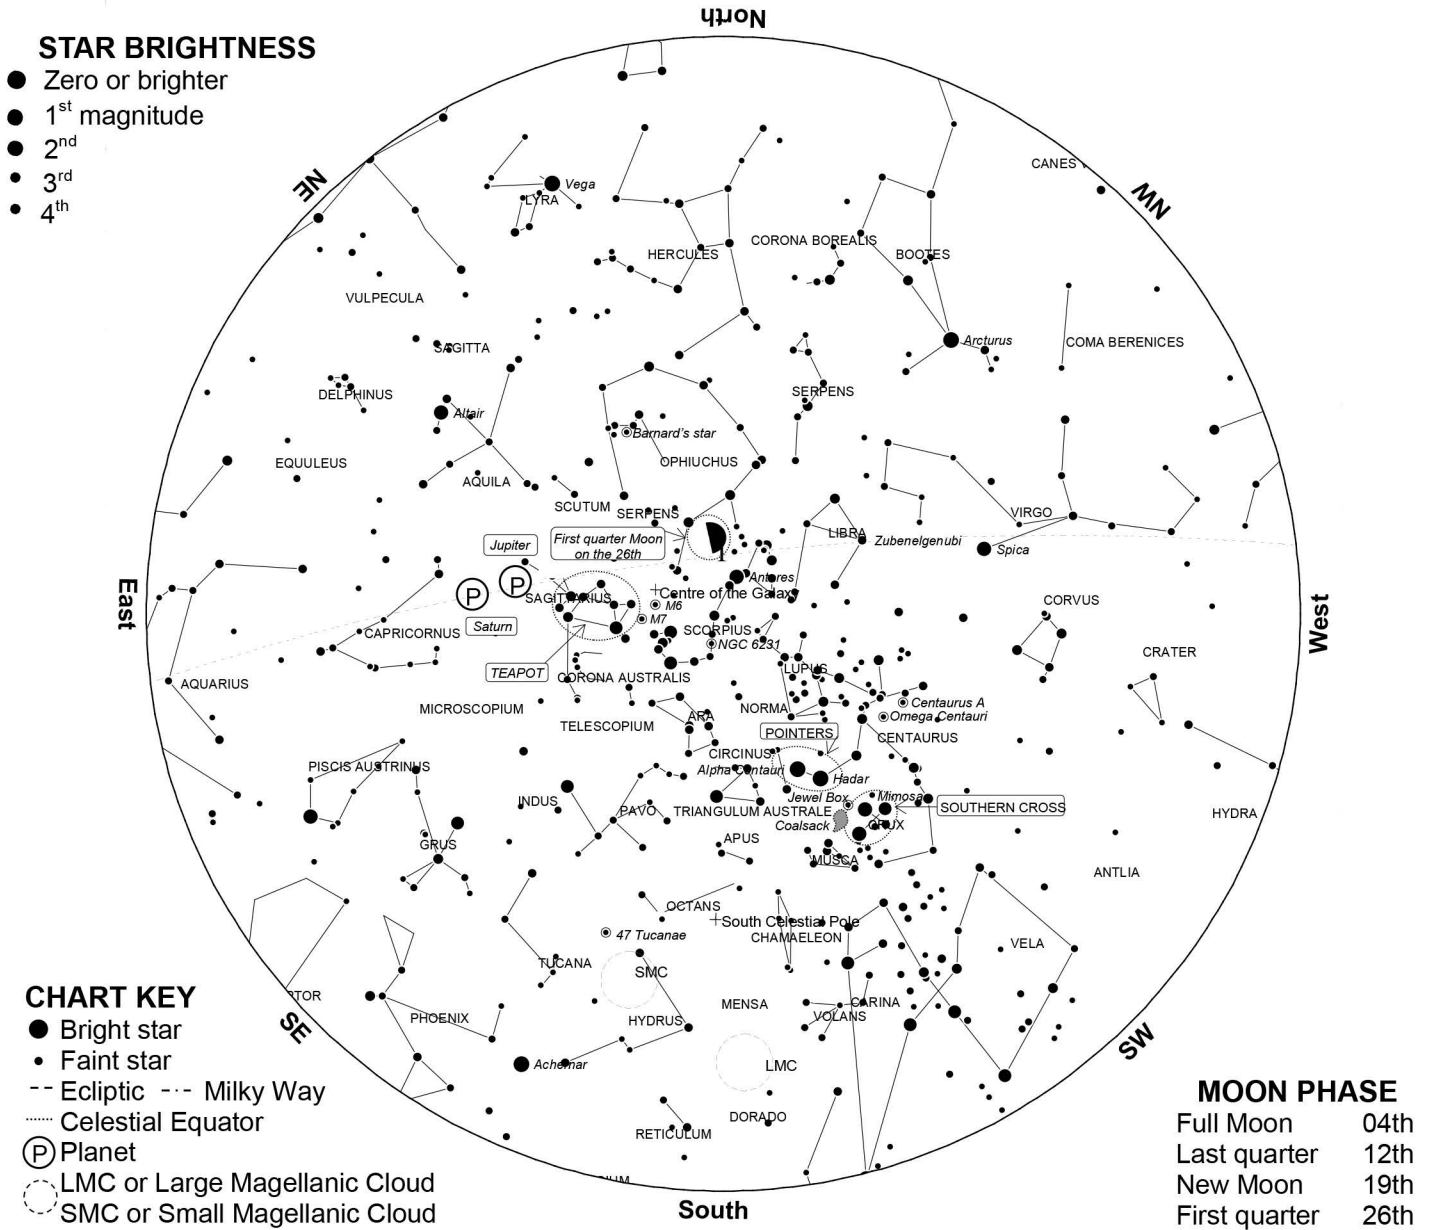 North
STAR BRIGHTNESS
Zero or brighter
1st magnitude
2nd
3rd
4th
NE
NW
CANES
Vega
LYRA
HERCULES
CORONA BOREALIS
BOOTES
VULPECULA
SAGITTA
Arcturus
COMA BERENICES
DELPHINUS
SERPENS
Altair
Barnard's star
EQUULEUS
OPHIUCHUS
AQUILA
SCUTUM
SERPENS
VIRGO
First quarter Moon
on the 26th
LIBRA
Zubenelgenubi
Spica
Jupiter
P
P
Antares
SAGITTARIUS
Centre of the Galaxy
M6
M7
East
West
CORVUS
Saturn
CAPRICORNUS
SCORPIUS
NGC 6231
CRATER
TEAPOT
CORONA AUSTRALIS
LUPUS
AQUARIUS
MICROSCOPIUM
TELESCOPIUM
ARA
NORMA
Centaurus A
Omega Centauri
POINTERS
CENTAURUS
CIRCINUS
PISCIS AUSTRINUS
Alpha Centauri
Hadar
INDUS
PAVO
TRIANGULUM AUSTRALE
Jewel Box
Mimosa
SOUTHERN CROSS
HYDRA
Coalsack
CRUX
GRUS
APUS
MUSCA
ANTLIA
OCTANS
South Celestial Pole
47 Tucanae
CHAMAELEON
VELA
TUCANA
SMC
PTOR
MENSA
CARINA
VOLANS
PHOENIX
HYDRUS
SE
SW
Achernar
LMC
DORADO
RETICULUM
IUM
South
CHART KEY
Bright star
Faint star
Ecliptic
Milky Way
Celestial Equator
P Planet
LMC or Large Magellanic Cloud
SMC or Small Magellanic Cloud
MOON PHASE
Full Moon 04th
Last quarter 12th
New Moon 19th
First quarter 26th